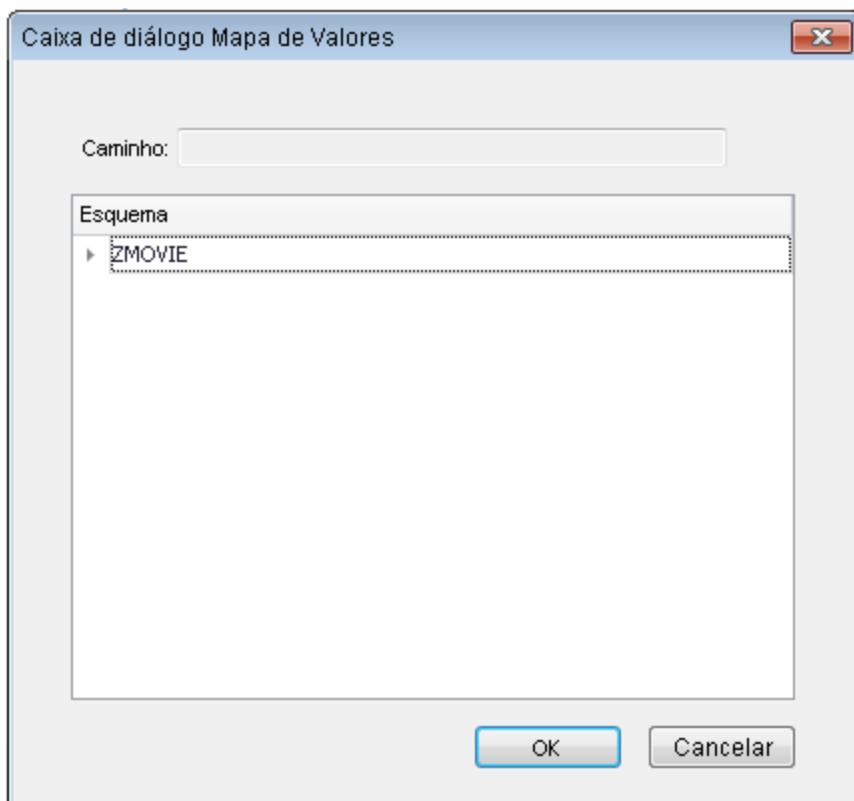 Caixa de diálogo Mapa de Valores
Caminho:
Esquema
ZMOVIE
OK
Cancelar